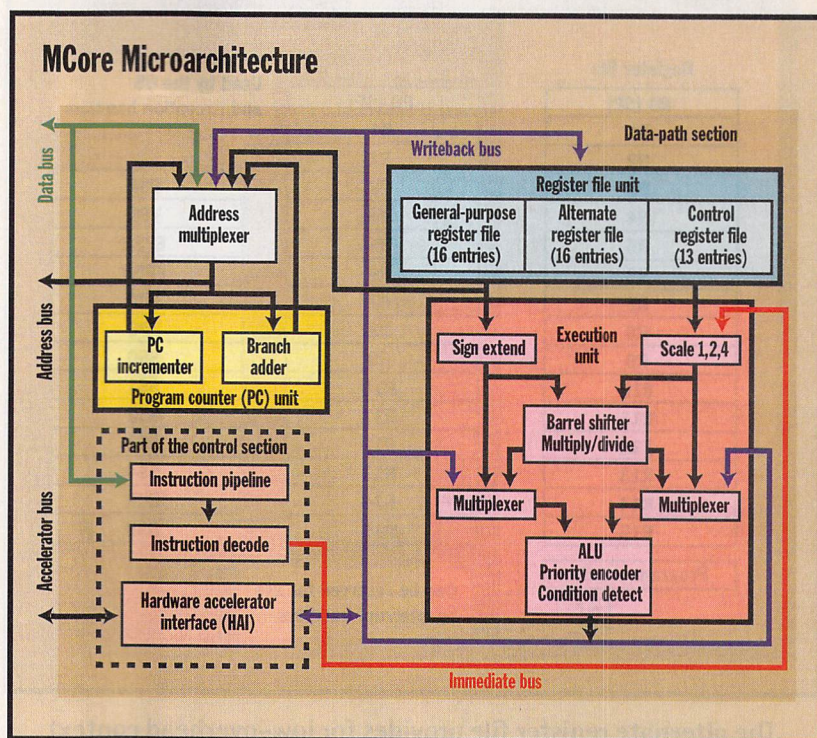 MCore Microarchitecture
Data-path section
Writeback bus
Data bus
Register file unit
General-purpose
register file
(16 entries)
Alternate
register file
(16 entries)
Control
register file
(13 entries)
Address
multiplexer
Address bus
PC
incrementer
Branch
adder
Program counter (PC) unit
Sign extend
Execution
unit
Scale 1,2,4
Barrel shifter
Multiply/divide
Multiplexer
Multiplexer
ALU
Priority encoder
Condition detect
Part of the control section
Instruction pipeline
Instruction decode
Accelerator bus
Hardware accelerator
interface (HAI)
Immediate bus